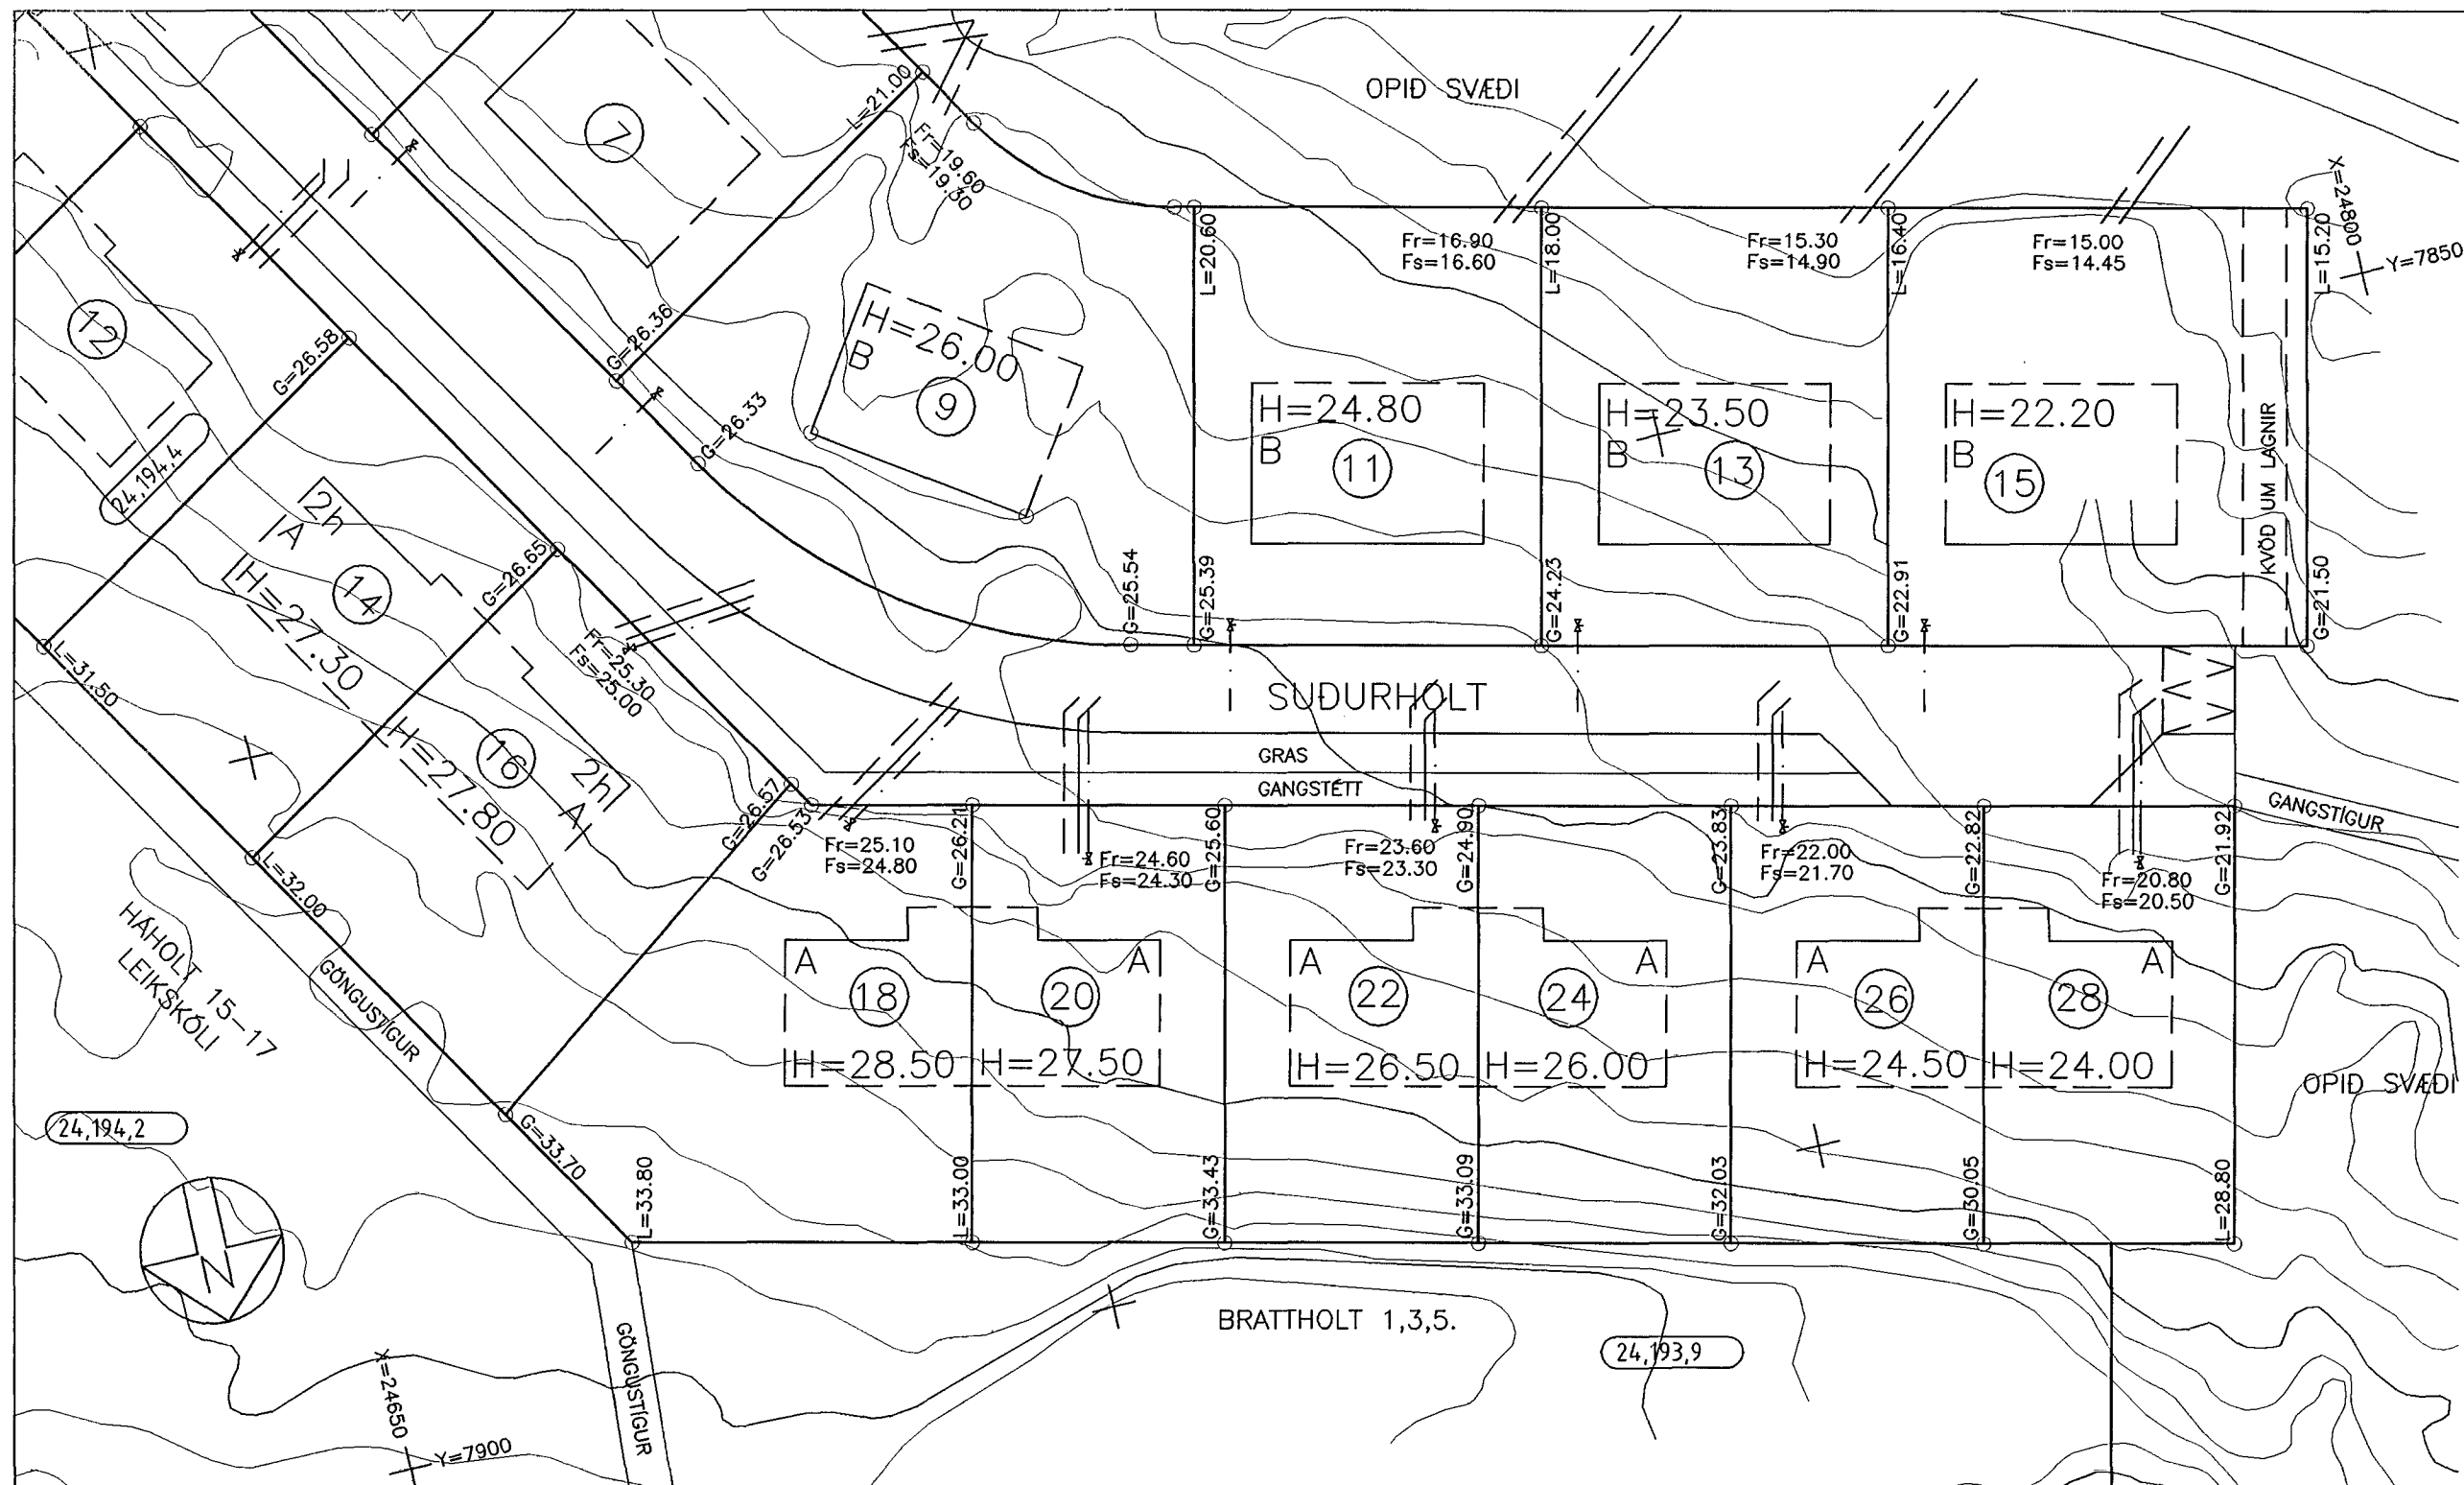 OPIÐ SVÆÐI
7
L=21.00
Fr=19.60
Fs=19.30
X=24800
Y=7850
L=20.60
Fr=16.90
Fs=16.60
L=18.00
Fr=15.30
Fs=14.90
L=16.40
Fr=15.00
Fs=14.45
L=15.20
12
G=26.58
G=26.36
G=26.33
H=26.00
B
9
H=24.80
B
11
H=23.50
B
13
H=22.20
B
15
KVÖÐ UM LAGNIR
24,194,4
2h
A
14
H=27.30
G=26.65
G=25.54
G=25.39
G=24.23
G=22.91
G=21.50
L=31.50
Fr=25.30
Fs=25.00
SUÐURHOLT
16
2h
A
H=27.80
GRAS
GANGSTÉTT
GANGSTÍGUR
G=26.57
G=26.53
Fr=25.10
Fs=24.80
G=26.21
Fr=24.60
Fs=24.30
G=25.60
Fr=23.60
Fs=23.30
G=24.90
Fr=22.00
Fs=21.70
G=23.83
G=22.82
Fr=20.80
Fs=20.50
G=21.92
L=32.00
HÁHOLT 15-17
LEIKSKÓLI
GÖNGUSTÍGUR
A
18
H=28.50
A
20
H=27.50
A
22
H=26.50
A
24
H=26.00
A
26
H=24.50
A
28
H=24.00
OPIÐ SVÆÐI
24,194,2
G=33.70
L=33.80
L=33.00
G=33.43
G=33.09
G=32.03
G=30.05
L=28.80
N
BRATTHOLT 1,3,5.
24,193,9
GÖNGUSTÍGUR
X=24650
Y=7900